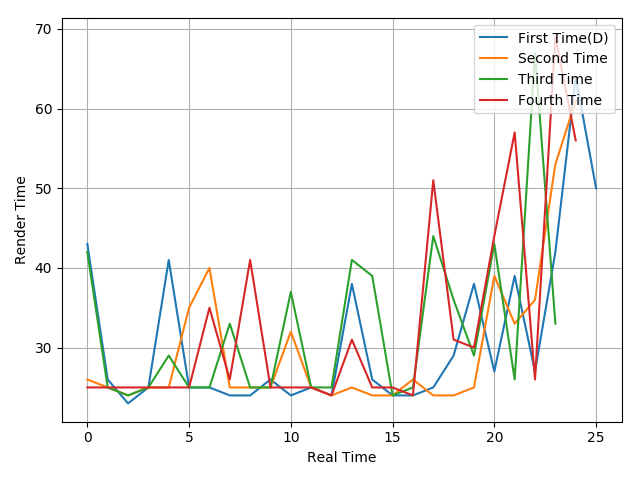 70
60
50
40
30
Render Time
0 5 10 15 20 25
Real Time
First Time(D)
Second Time
Third Time
Fourth Time